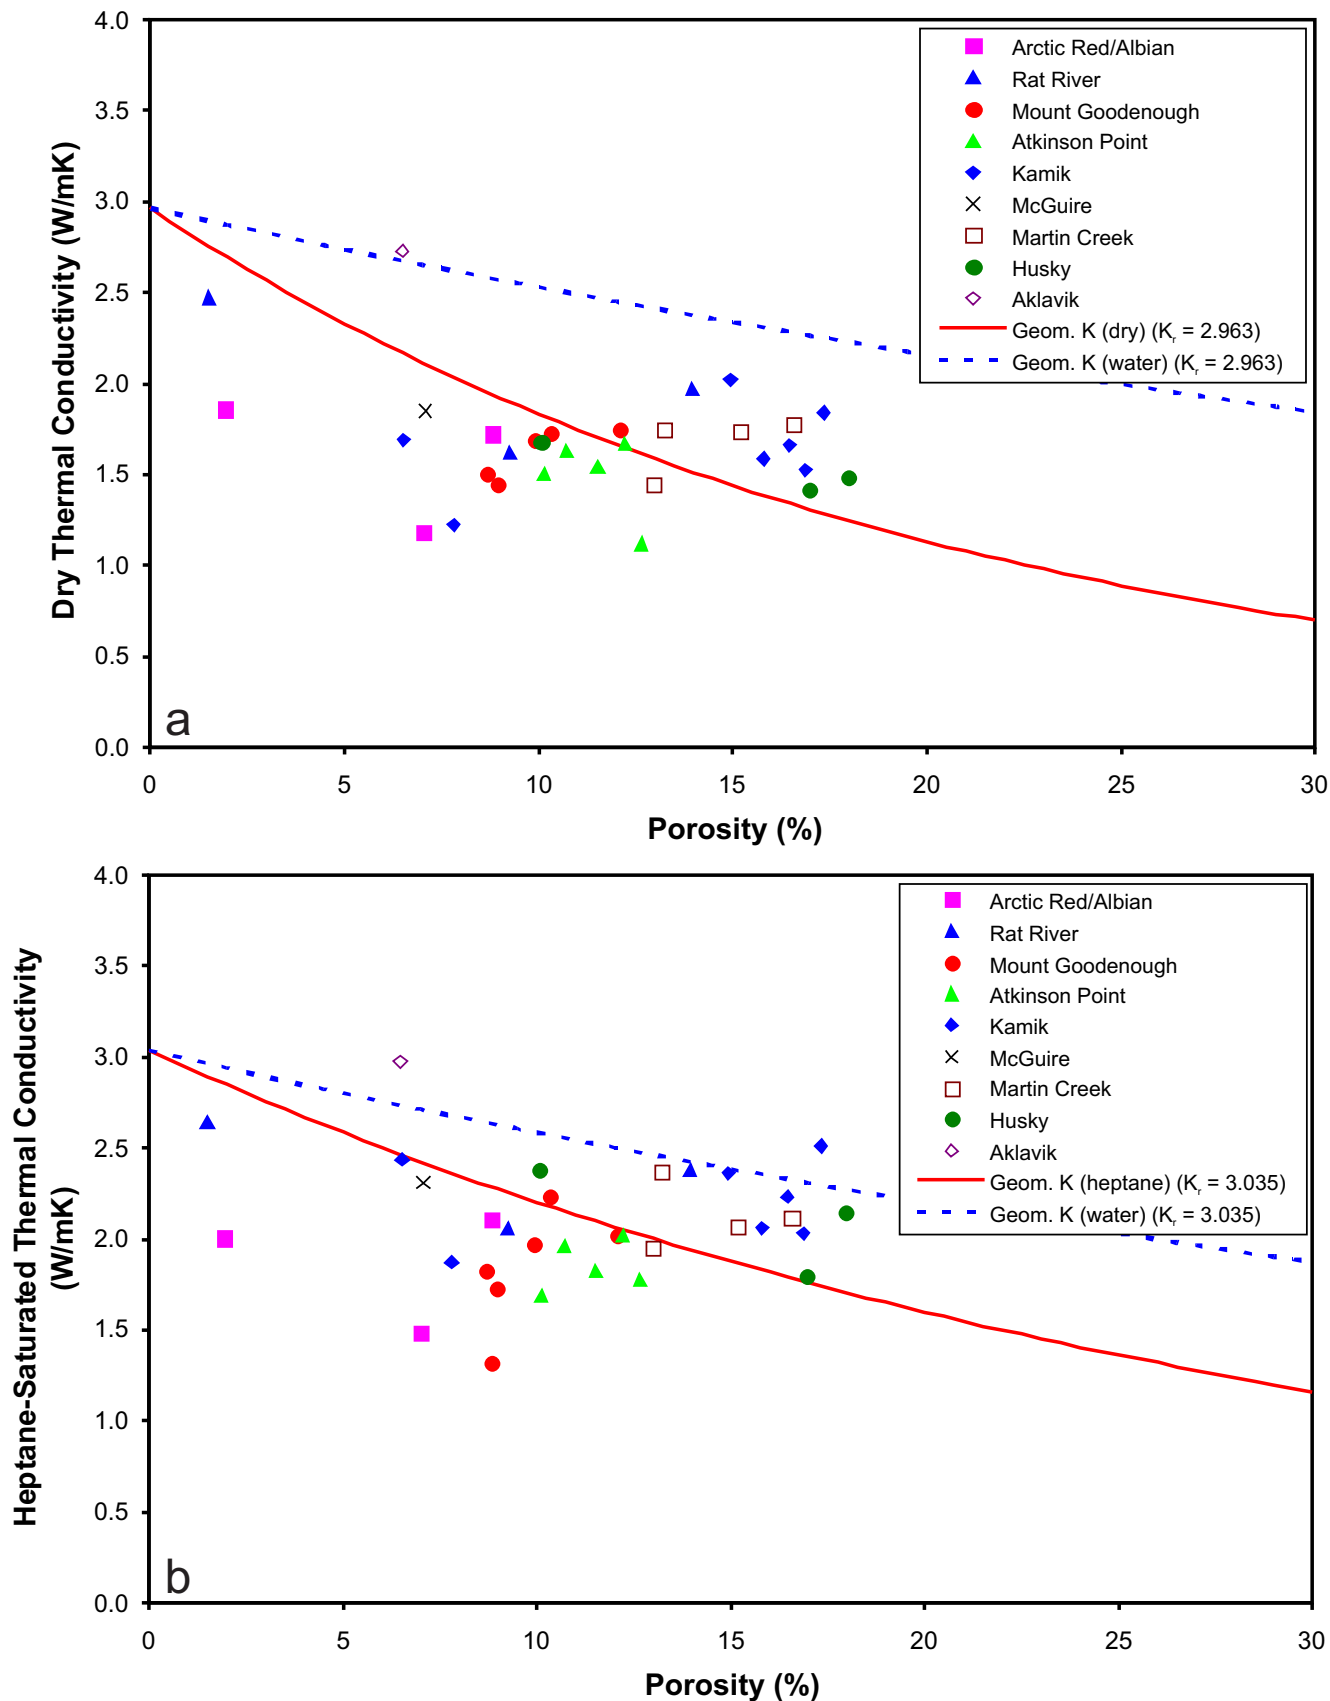 4.0
3.5
3.0
2.5
2.0
1.5
1.0
0.5
0.0
Dry Thermal Conductivity (W/mK)
Arctic Red/Albian
Rat River
Mount Goodenough
Atkinson Point
Kamik
McGuire
Martin Creek
Husky
Aklavik
Geom. K (dry) (Kr = 2.963)
Geom. K (water) (Kr = 2.963)
a
0 5 10 15 20 25 30
Porosity (%)
4.0
3.5
3.0
2.5
2.0
1.5
1.0
0.5
0.0
Heptane-Saturated Thermal Conductivity
(W/mK)
Arctic Red/Albian
Rat River
Mount Goodenough
Atkinson Point
Kamik
McGuire
Martin Creek
Husky
Aklavik
Geom. K (heptane) (Kr = 3.035)
Geom. K (water) (Kr = 3.035)
b
0 5 10 15 20 25 30
Porosity (%)